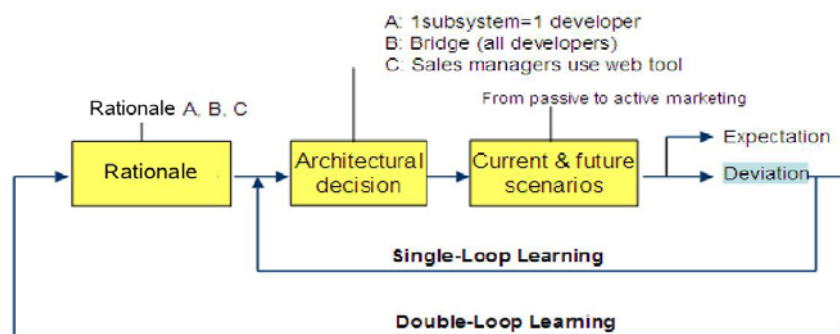 A: 1subsystem=1 developer
B: Bridge (all developers)
C: Sales managers use web tool
Rationale A, B, C
From passive to active marketing
Rationale
Architectural
decision
Current & future
scenarios
Expectation
Deviation
Single-Loop Learning
Double-Loop Learning